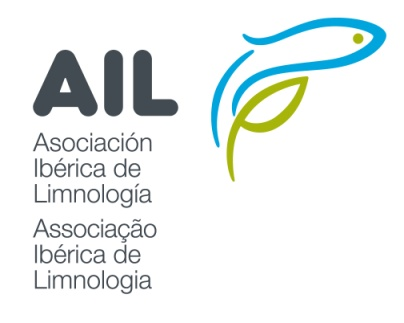 AIL
Asociación
Ibérica de
Limnología
Associação
Ibérica de
Limnologia